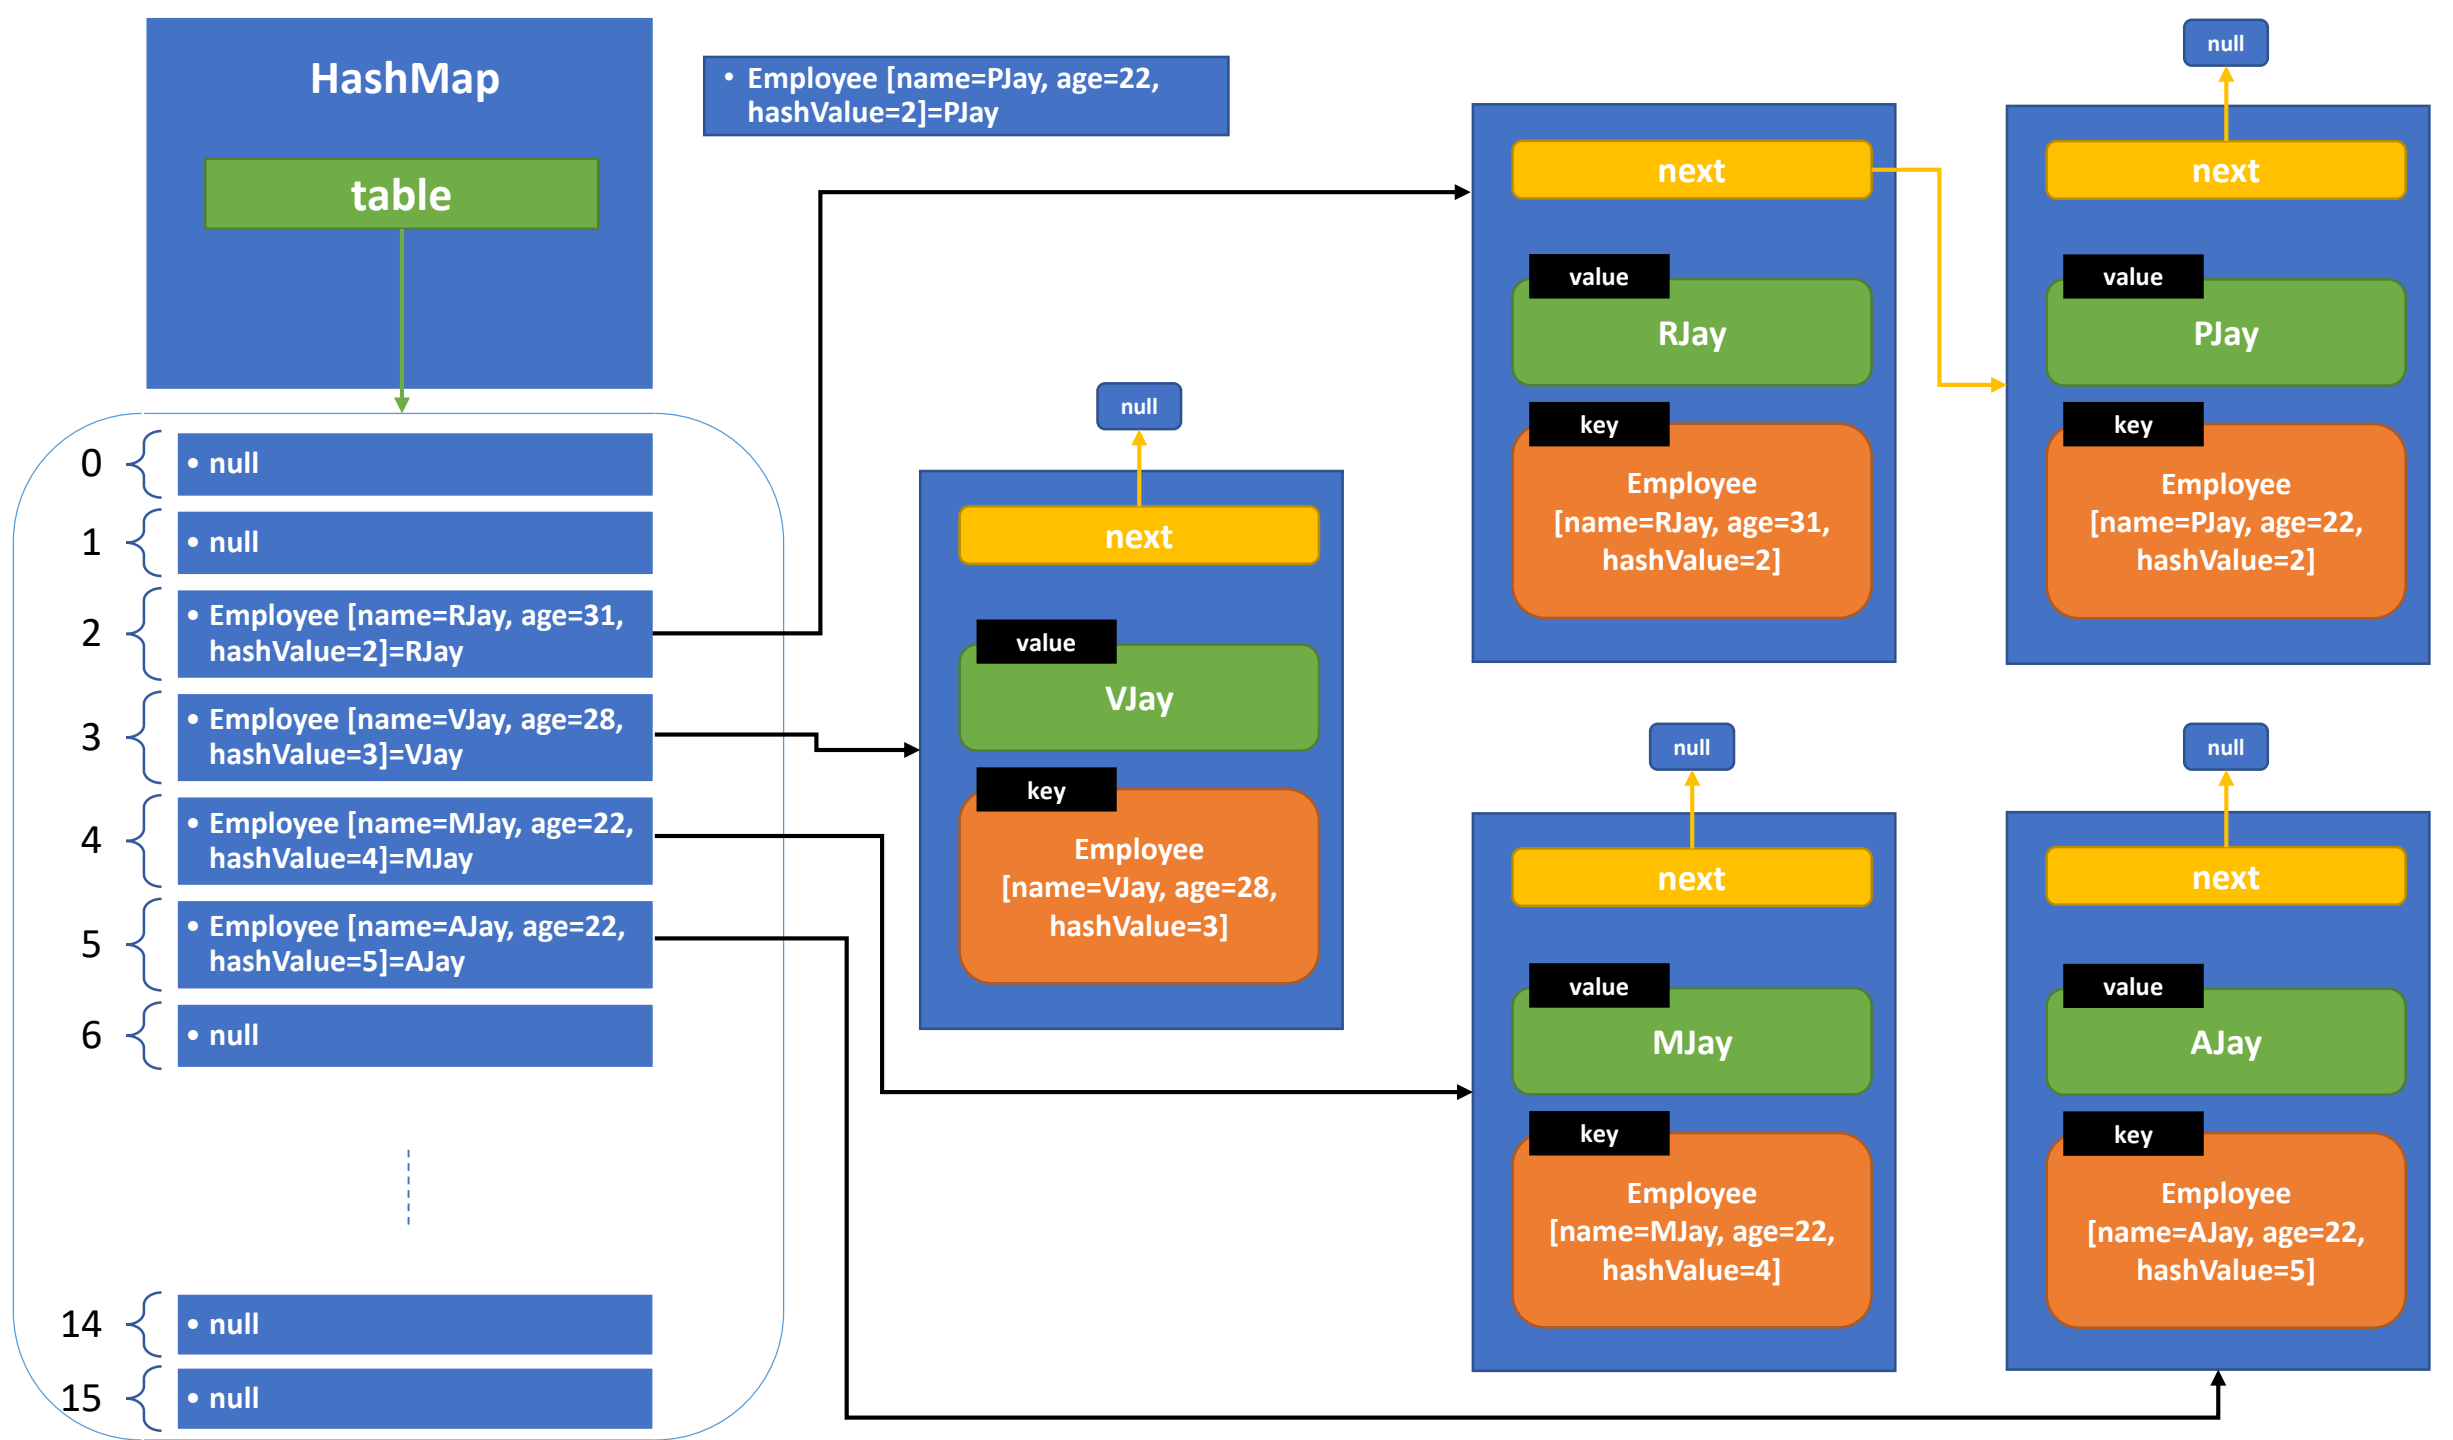 HashMap
table
• Employee [name=PJay, age=22,
hashValue=2]=PJay
0
• null
1
• null
2
• Employee [name=RJay, age=31,
hashValue=2]=RJay
3
• Employee [name=VJay, age=28,
hashValue=3]=VJay
4
• Employee [name=MJay, age=22,
hashValue=4]=MJay
5
• Employee [name=AJay, age=22,
hashValue=5]=AJay
6
• null
14
• null
15
• null
null
next
value
VJay
key
Employee
[name=VJay, age=28,
hashValue=3]
next
value
RJay
key
Employee
[name=RJay, age=31,
hashValue=2]
null
next
value
PJay
key
Employee
[name=PJay, age=22,
hashValue=2]
null
next
value
MJay
key
Employee
[name=MJay, age=22,
hashValue=4]
null
next
value
AJay
key
Employee
[name=AJay, age=22,
hashValue=5]